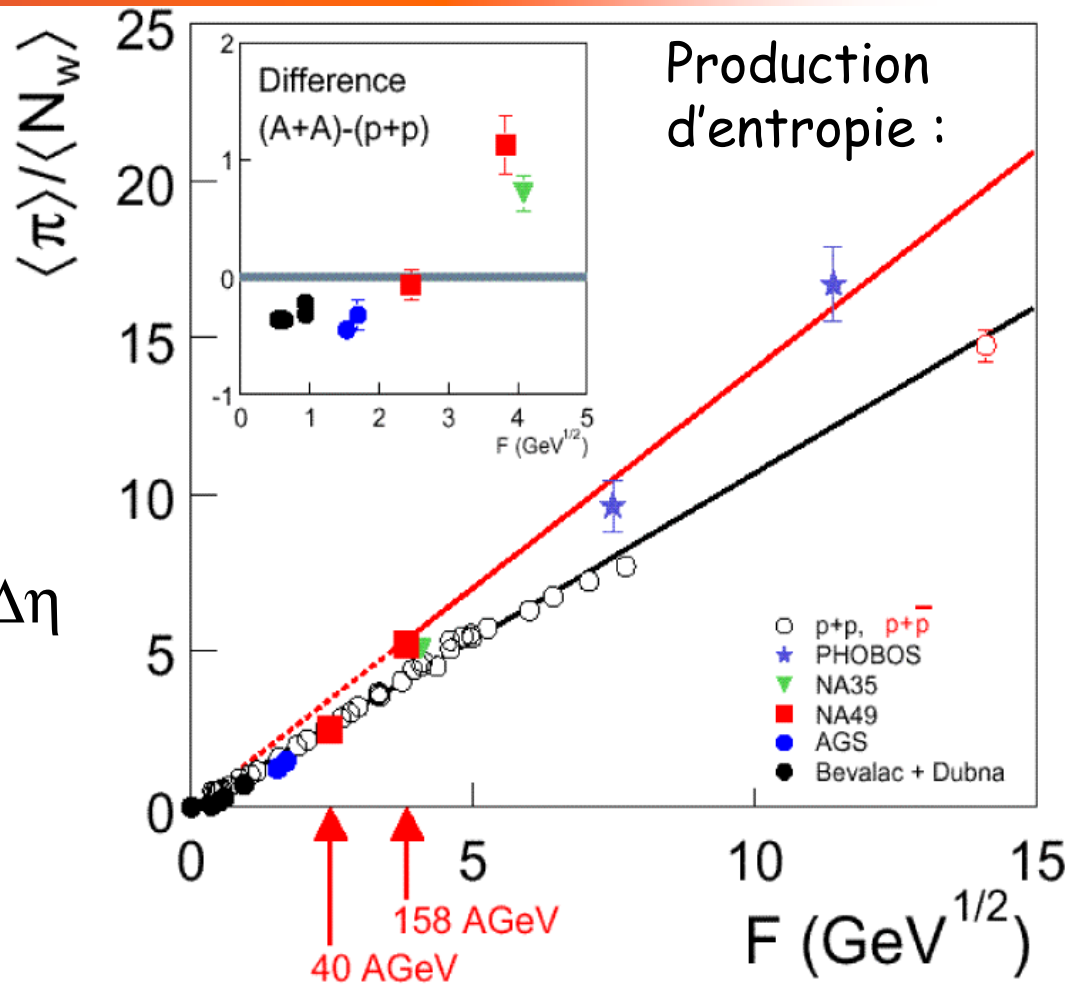 25
20
15
10
5
0
⟨π⟩/⟨N_w⟩
Production
d'entropie :
2
1
0
-1
Difference
(A+A)-(p+p)
0 1 2 3 4 5
F (GeV^1/2)
Δη
p+p, p+p̅
PHOBOS
NA35
NA49
AGS
Bevalac + Dubna
0 5 10 15
158 AGeV
40 AGeV
F (GeV^1/2)